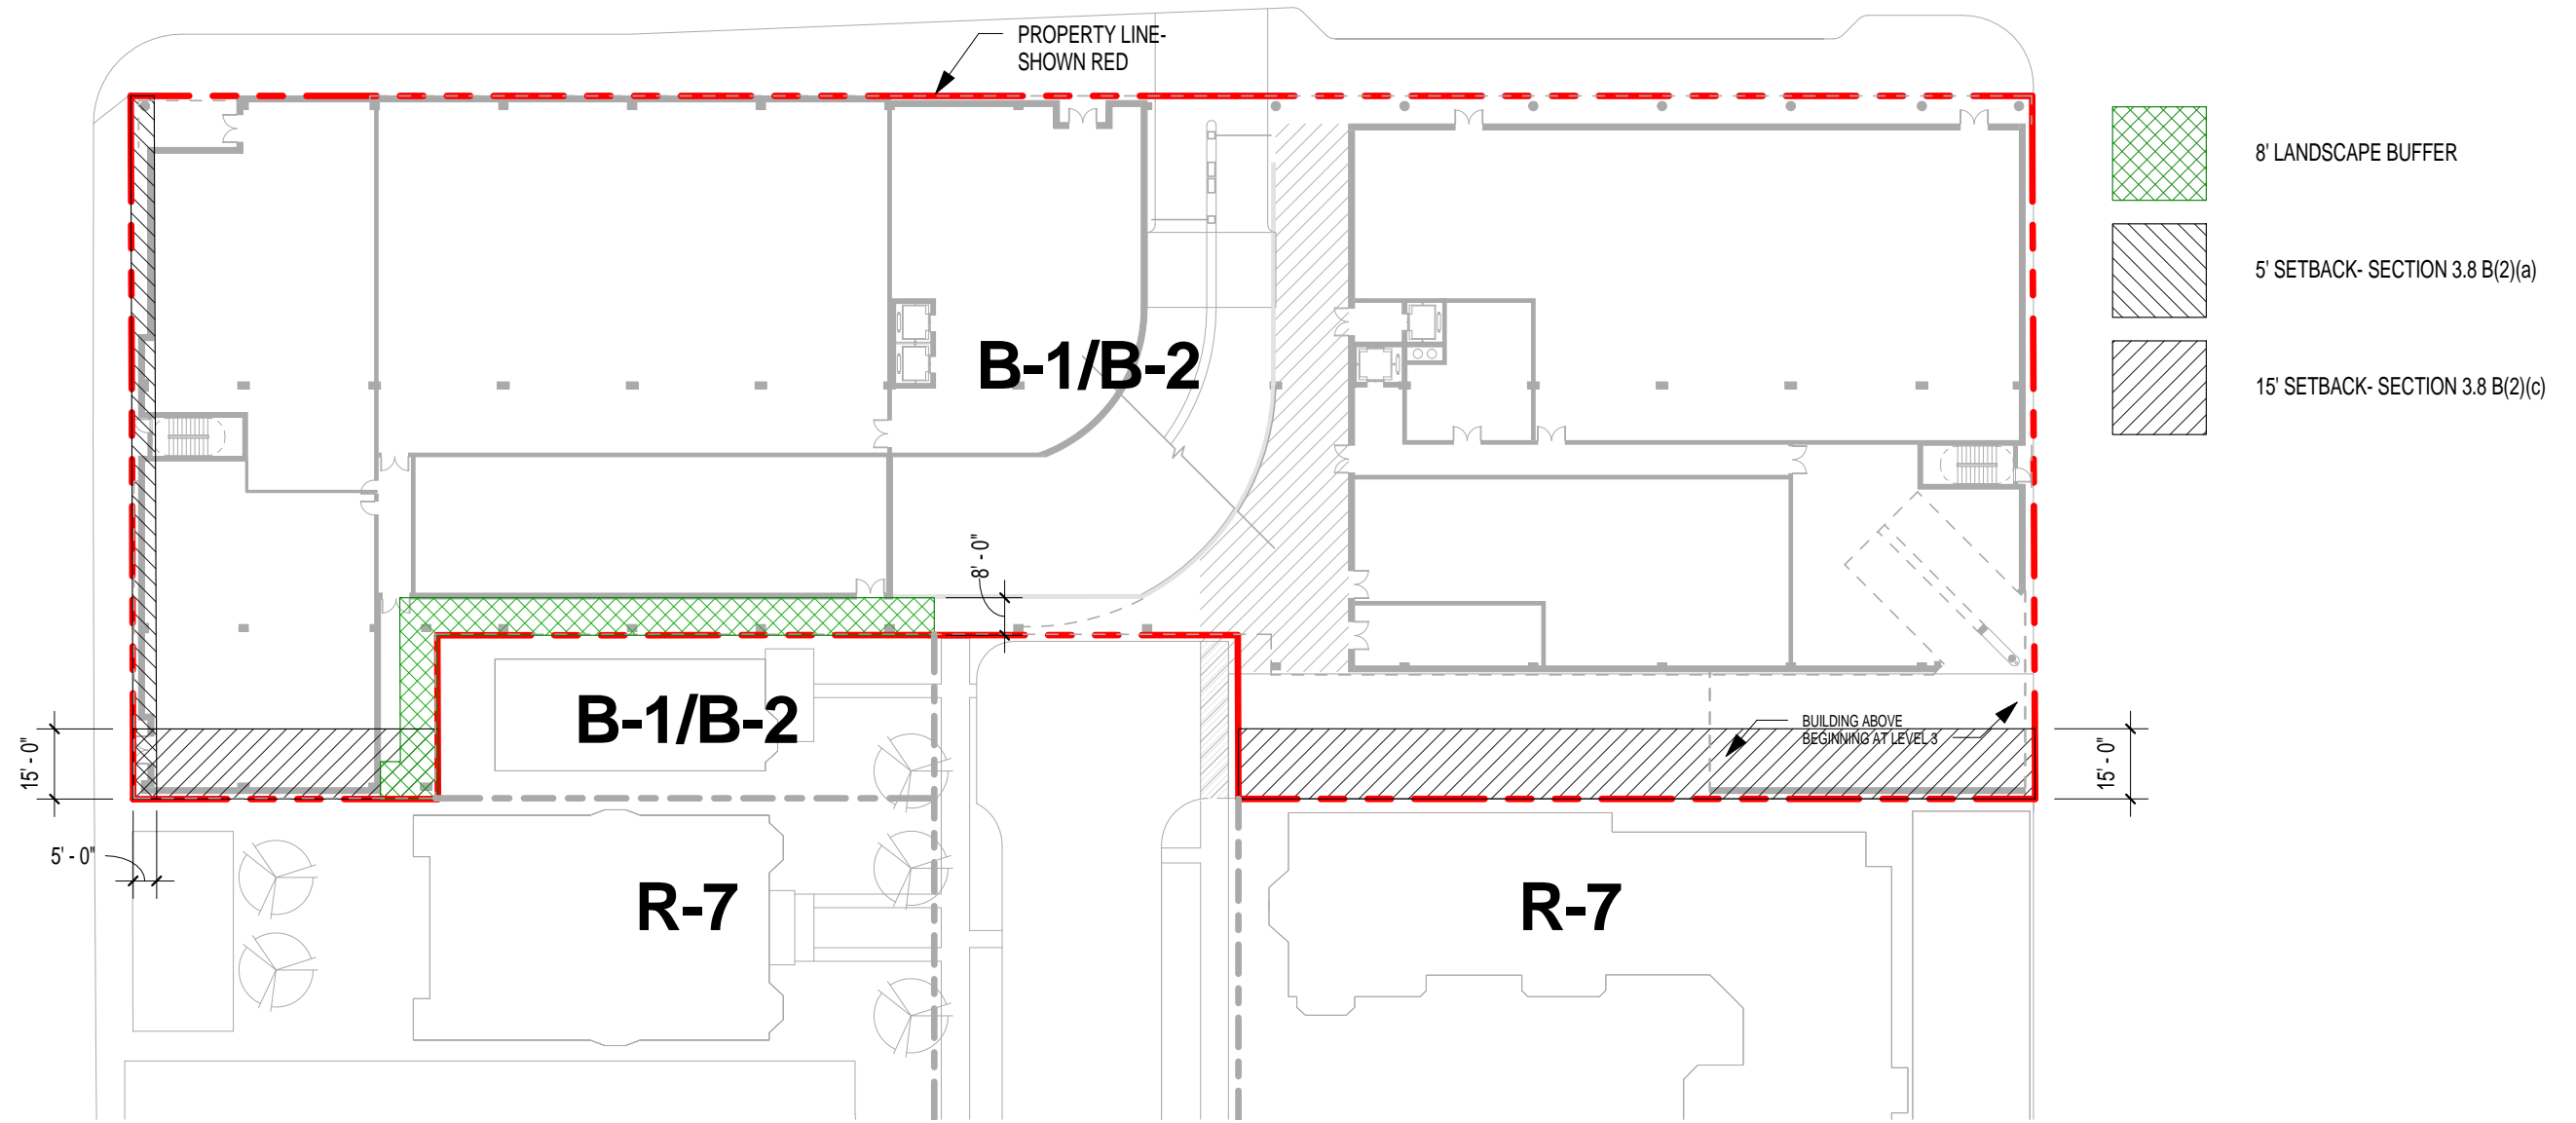 PROPERTY LINE-
SHOWN RED
8' LANDSCAPE BUFFER
5' SETBACK- SECTION 3.8 B(2)(a)
15' SETBACK- SECTION 3.8 B(2)(c)
B-1/B-2
8' - 0"
B-1/B-2
BUILDING ABOVE
BEGINNING AT LEVEL 3
15' - 0"
15' - 0"
5' - 0"
R-7
R-7